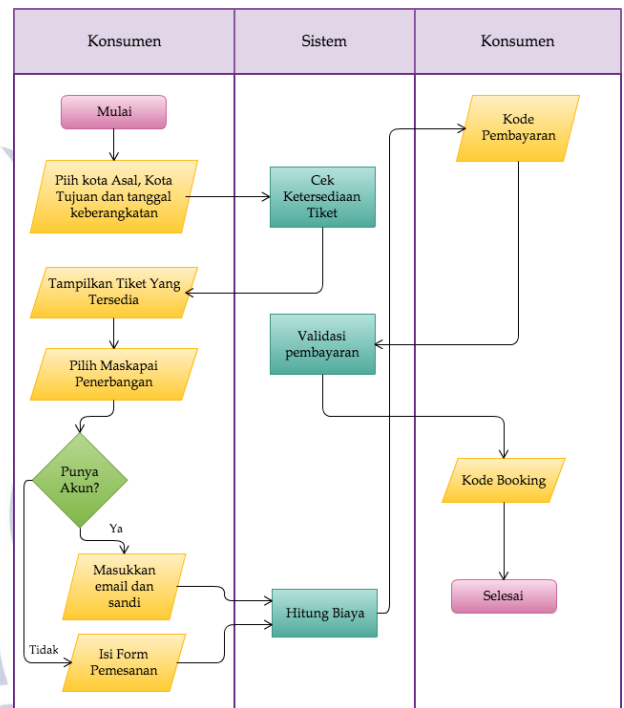 Konsumen
Sistem
Konsumen
Mulai
Piih kota Asal, Kota
Tujuan dan tanggal
keberangkatan
Cek
Ketersediaan
Tiket
Tampilkan Tiket Yang
Tersedia
Pilih Maskapai
Penerbangan
Punya
Akun?
Ya
Masukkan
email dan
sandi
Tidak
Isi Form
Pemesanan
Hitung Biaya
Kode
Pembayaran
Validasi
pembayaran
Kode Booking
Selesai